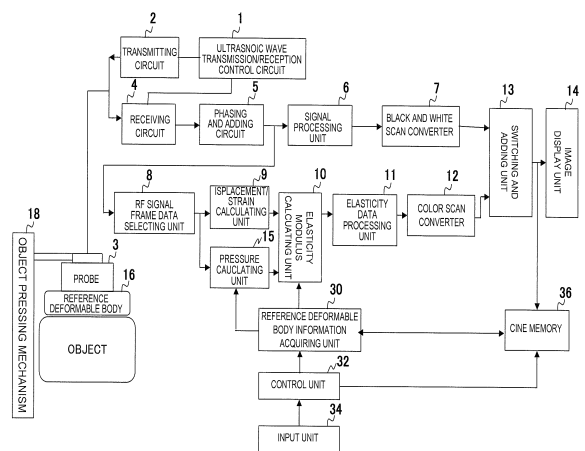 2
TRANSMITTING
CIRCUIT
1
ULTRASNOIC WAVE
TRANSMISSION/RECEPTION
CONTROL CIRCUIT
4
RECEIVING
CIRCUIT
5
PHASING
AND ADDING
CIRCUIT
6
SIGNAL
PROCESSING
UNIT
7
BLACK AND WHITE
SCAN CONVERTER
13
SWITCHING AND
ADDING UNIT
14
IMAGE
DISPLAY UNIT
8
RF SIGNAL
FRAME DATA
SELECTING UNIT
9
ISPLACEMENT/
STRAIN CALCULATING
UNIT
10
ELASTICITY
MODULUS
CALCUATING UNIT
11
ELASTICITY DATA
PROCESSING
UNIT
12
COLOR SCAN
CONVERTER
15
PRESSURE
CAUCLATING
UNIT
18
OBJECT PRESSING MECHANISM
3
PROBE
16
REFERENCE
DEFORMABLE BODY
OBJECT
30
REFERENCE DEFORMABLE
BODY INFORMATION
ACQUIRING UNIT
36
CINE MEMORY
32
CONTROL UNIT
34
INPUT UNIT